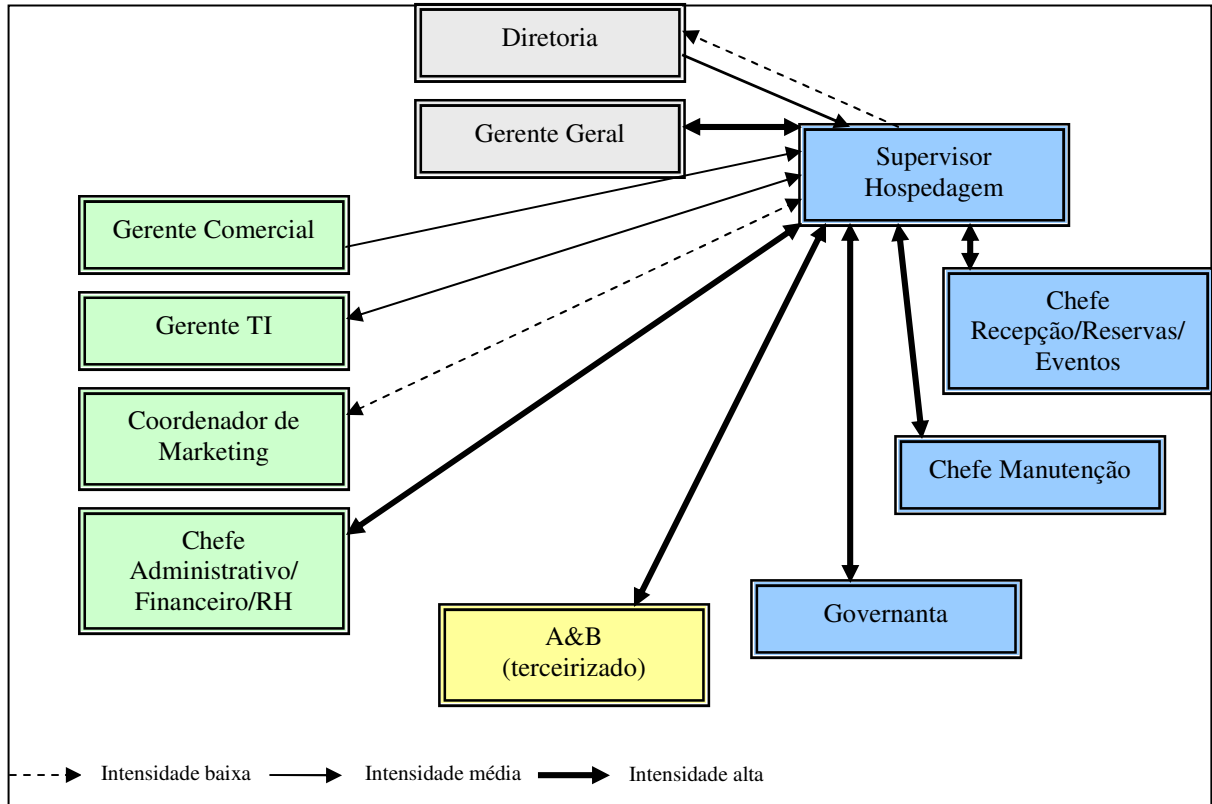 Diretoria
Gerente Geral
Supervisor
Hospedagem
Gerente Comercial
Gerente TI
Coordenador de
Marketing
Chefe
Administrativo/
Financeiro/RH
Chefe
Recepção/Reservas/
Eventos
Chefe Manutenção
Governanta
A&B
(terceirizado)
Intensidade baixa
Intensidade média
Intensidade alta